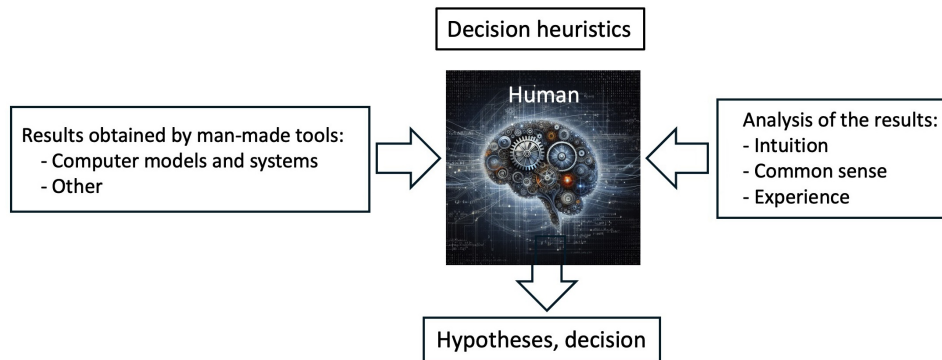 Decision heuristics
Human
Results obtained by man-made tools:
- Computer models and systems
- Other
Analysis of the results:
- Intuition
- Common sense
- Experience
Hypotheses, decision